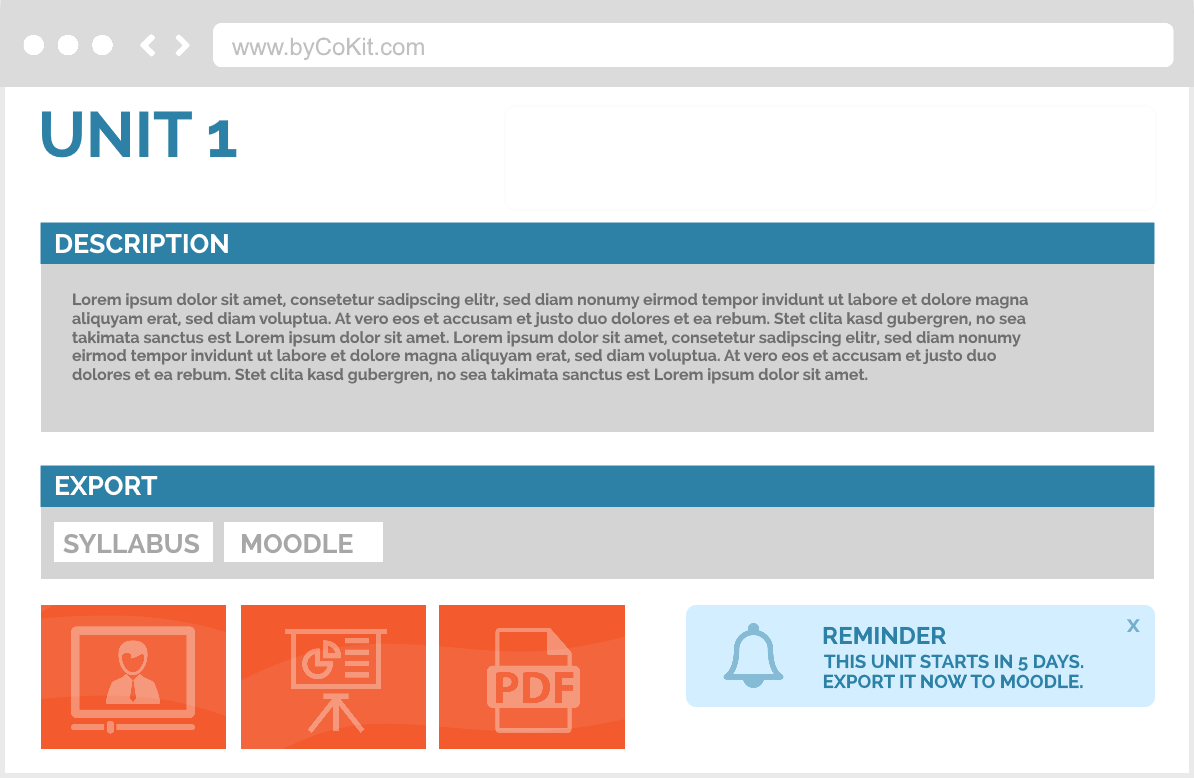 www.byCoKit.com
UNIT 1
DESCRIPTION
Lorem ipsum dolor sit amet, consetetur sadipscing elitr, sed diam nonumy eirmod tempor invidunt ut labore et dolore magna
aliquyam erat, sed diam voluptua. At vero eos et accusam et justo duo dolores et ea rebum. Stet clita kasd gubergren, no sea
takimata sanctus est Lorem ipsum dolor sit amet. Lorem ipsum dolor sit amet, consetetur sadipscing elitr, sed diam nonumy
eirmod tempor invidunt ut labore et dolore magna aliquyam erat, sed diam voluptua. At vero eos et accusam et justo duo
dolores et ea rebum. Stet clita kasd gubergren, no sea takimata sanctus est Lorem ipsum dolor sit amet.
EXPORT
SYLLABUS MOODLE
PDF
REMINDER X
THIS UNIT STARTS IN 5 DAYS.
EXPORT IT NOW TO MOODLE.